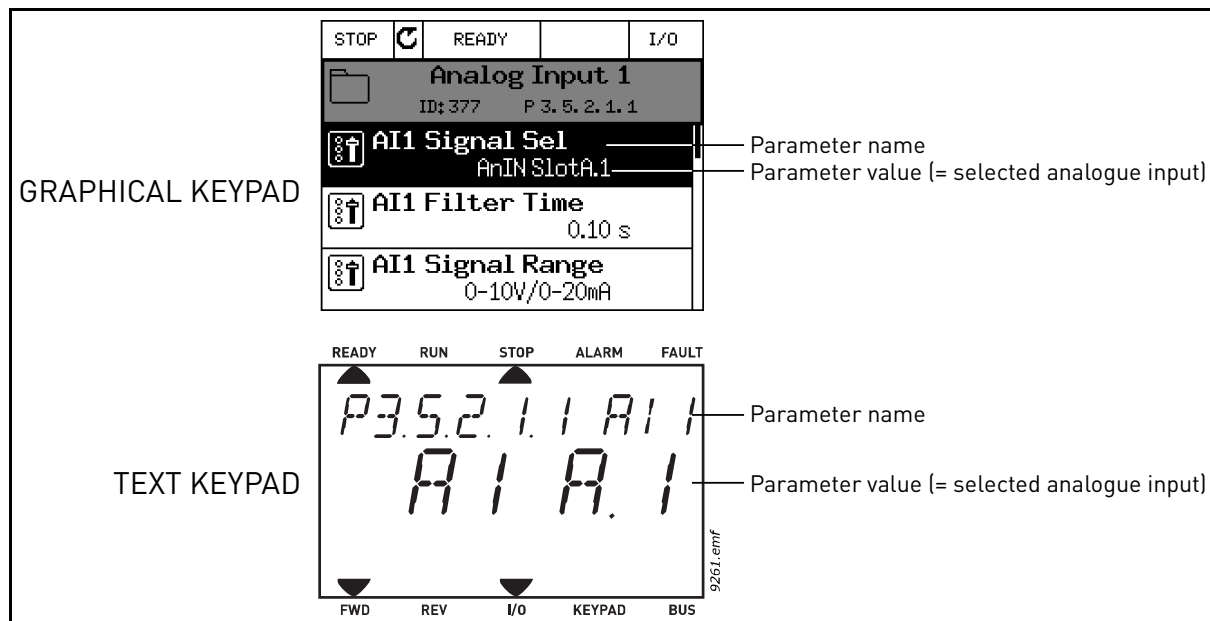 STOP READY I/O
Analog Input 1
ID:377 P 3.5.2.1.1
AI1 Signal Sel
AnIN SlotA.1
Parameter name
Parameter value (= selected analogue input)
GRAPHICAL KEYPAD
AI1 Filter Time
0.10 s
AI1 Signal Range
0-10V/0-20mA
READY RUN STOP ALARM FAULT
P3.5.2.1.1 AI1
Parameter name
TEXT KEYPAD
AI A.1
Parameter value (= selected analogue input)
9261.emf
FWD REV I/O KEYPAD BUS